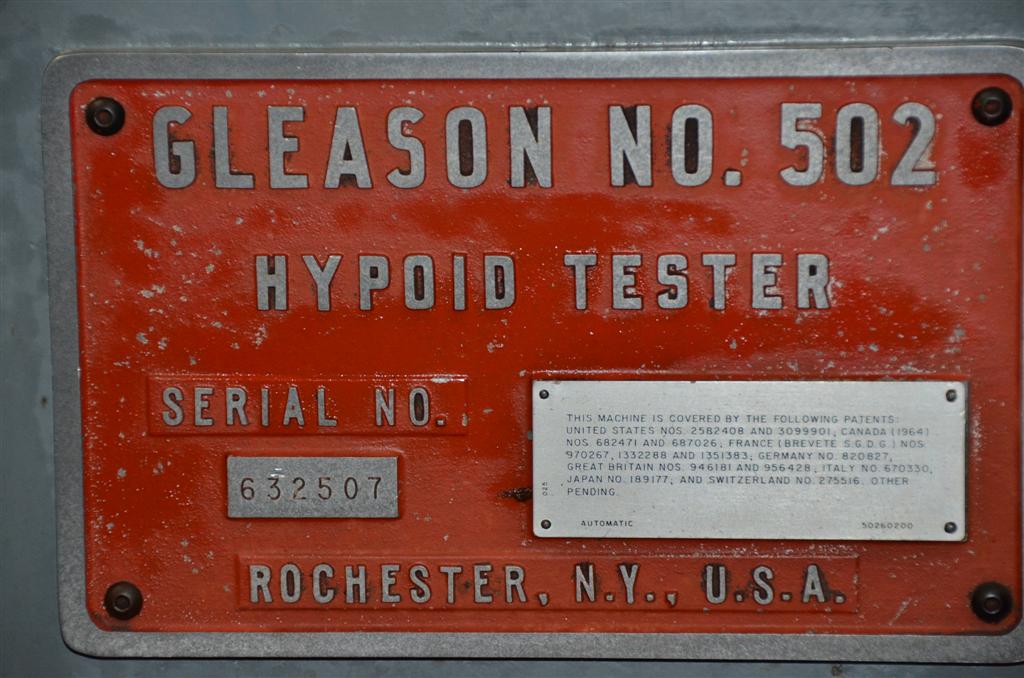 GLEASON NO. 502
HYPOID TESTER
SERIAL NO.
632507
THIS MACHINE IS COVERED BY THE FOLLOWING PATENTS:
UNITED STATES NOS. 2582408 AND 3099901, CANADA (1964)
NOS. 682471 AND 687026, FRANCE (BREVETE S.G.D.G.) NOS.
970267, 1332288 AND 1351383; GERMANY NO. 820827,
GREAT BRITAIN NOS. 946181 AND 956428, ITALY NO. 670330,
JAPAN NO. 189177, AND SWITZERLAND NO. 275516. OTHER
PENDING.
025
AUTOMATIC 50260200
ROCHESTER, N.Y., U.S.A.